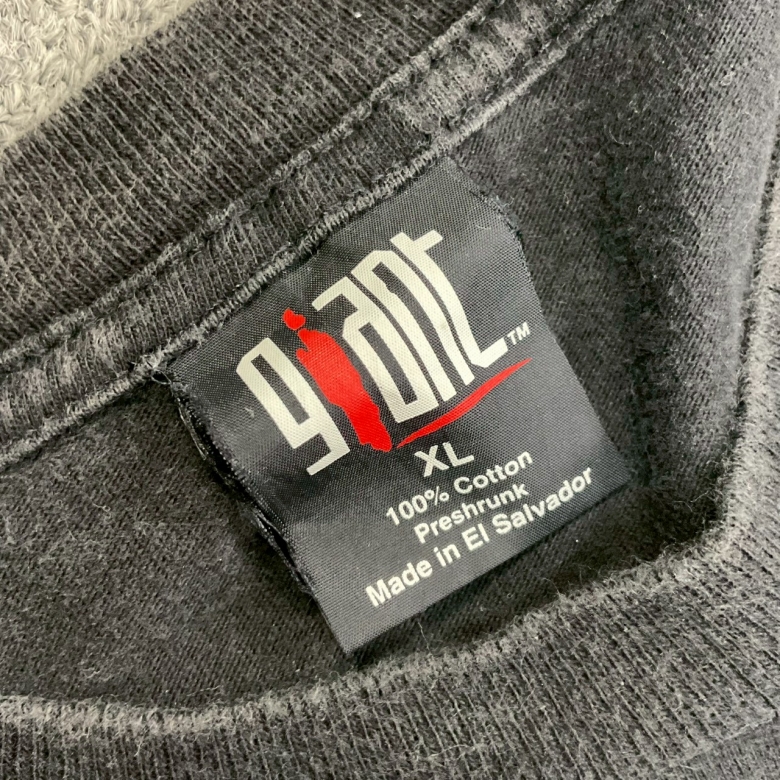 giant™
XL
100% Cotton
Preshrunk
Made in El Salvador